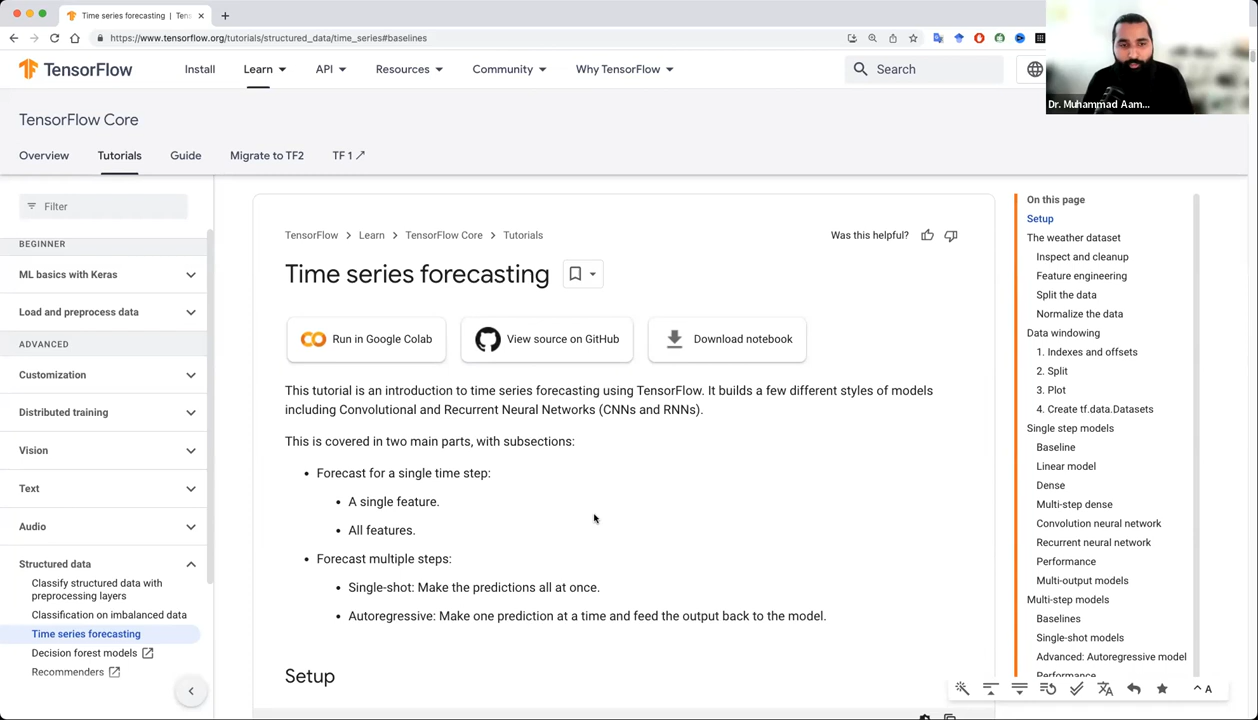 Time series forecasting | Tens
https://www.tensorflow.org/tutorials/structured_data/time_series#baselines
TensorFlow
Install
Learn
API
Resources
Community
Why TensorFlow
Search
Dr. Muhammad Aam...
TensorFlow Core
Overview
Tutorials
Guide
Migrate to TF2
TF 1 ↗
Filter
BEGINNER
ML basics with Keras
Load and preprocess data
ADVANCED
Customization
Distributed training
Vision
Text
Audio
Structured data
Classify structured data with
preprocessing layers
Classification on imbalanced data
Time series forecasting
Decision forest models
Recommenders
TensorFlow > Learn > TensorFlow Core > Tutorials
Was this helpful?
Time series forecasting
Run in Google Colab
View source on GitHub
Download notebook
This tutorial is an introduction to time series forecasting using TensorFlow. It builds a few different styles of models
including Convolutional and Recurrent Neural Networks (CNNs and RNNs).
This is covered in two main parts, with subsections:
• Forecast for a single time step:
• A single feature.
• All features.
• Forecast multiple steps:
• Single-shot: Make the predictions all at once.
• Autoregressive: Make one prediction at a time and feed the output back to the model.
Setup
On this page
Setup
The weather dataset
Inspect and cleanup
Feature engineering
Split the data
Normalize the data
Data windowing
1. Indexes and offsets
2. Split
3. Plot
4. Create tf.data.Datasets
Single step models
Baseline
Linear model
Dense
Multi-step dense
Convolution neural network
Recurrent neural network
Performance
Multi-output models
Multi-step models
Baselines
Single-shot models
Advanced: Autoregressive model
Performance
A